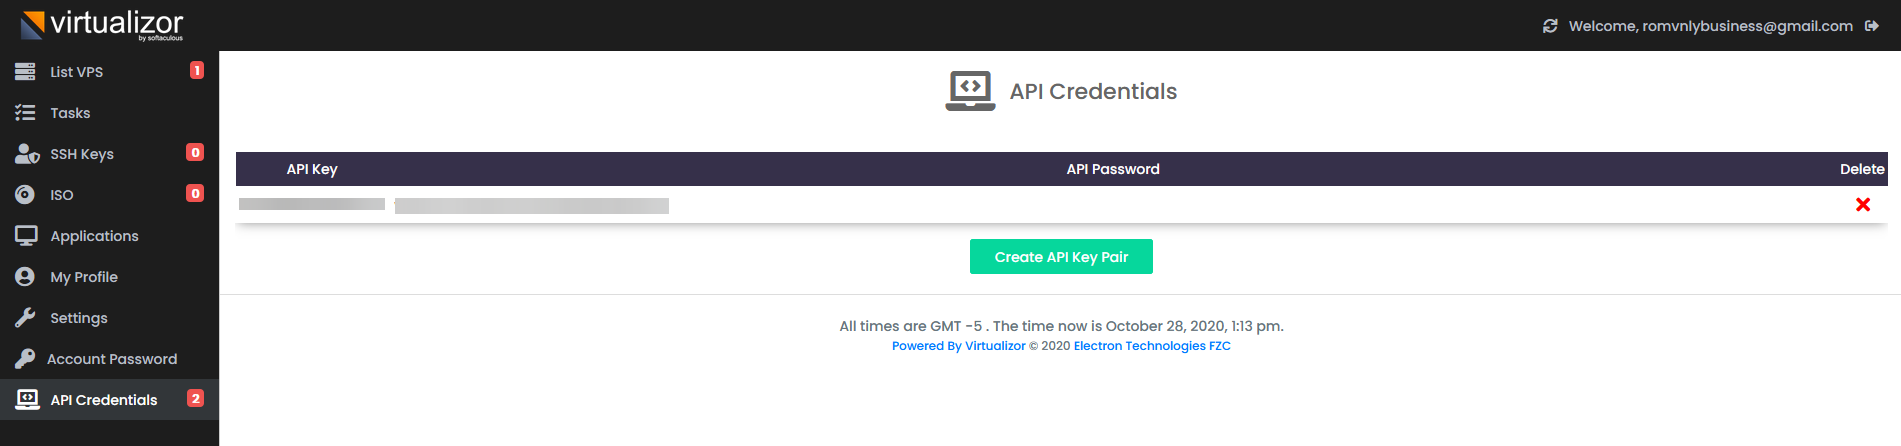 virtualizor
by softaculous
Welcome, romvnlybusiness@gmail.com
List VPS 1
Tasks
SSH Keys 0
ISO 0
Applications
My Profile
Settings
Account Password
API Credentials 2
API Credentials
API Key API Password Delete
Create API Key Pair
All times are GMT -5 . The time now is October 28, 2020, 1:13 pm.
Powered By Virtualizor © 2020 Electron Technologies FZC